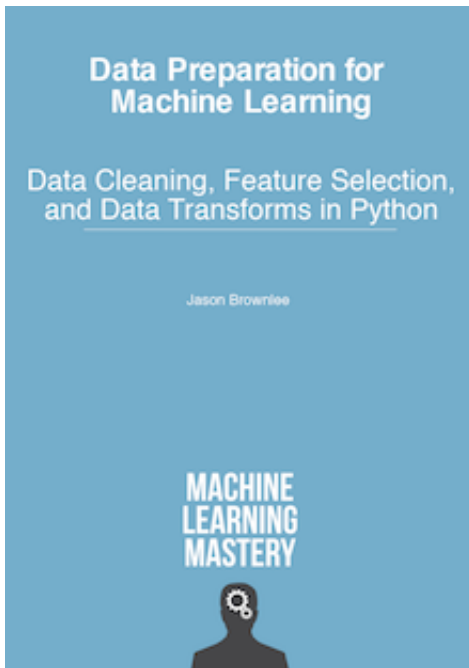 Data Preparation for
Machine Learning
Data Cleaning, Feature Selection,
and Data Transforms in Python
Jason Brownlee
MACHINE
LEARNING
MASTERY